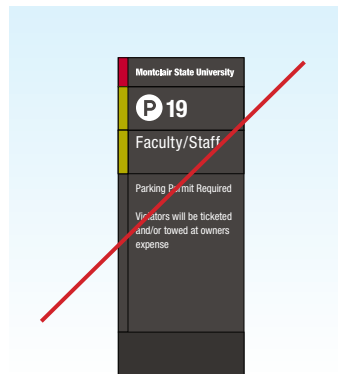 Montclair State University
P 19
Faculty/Staff
Parking Permit Required
Violators will be ticketed
and/or towed at owners
expense